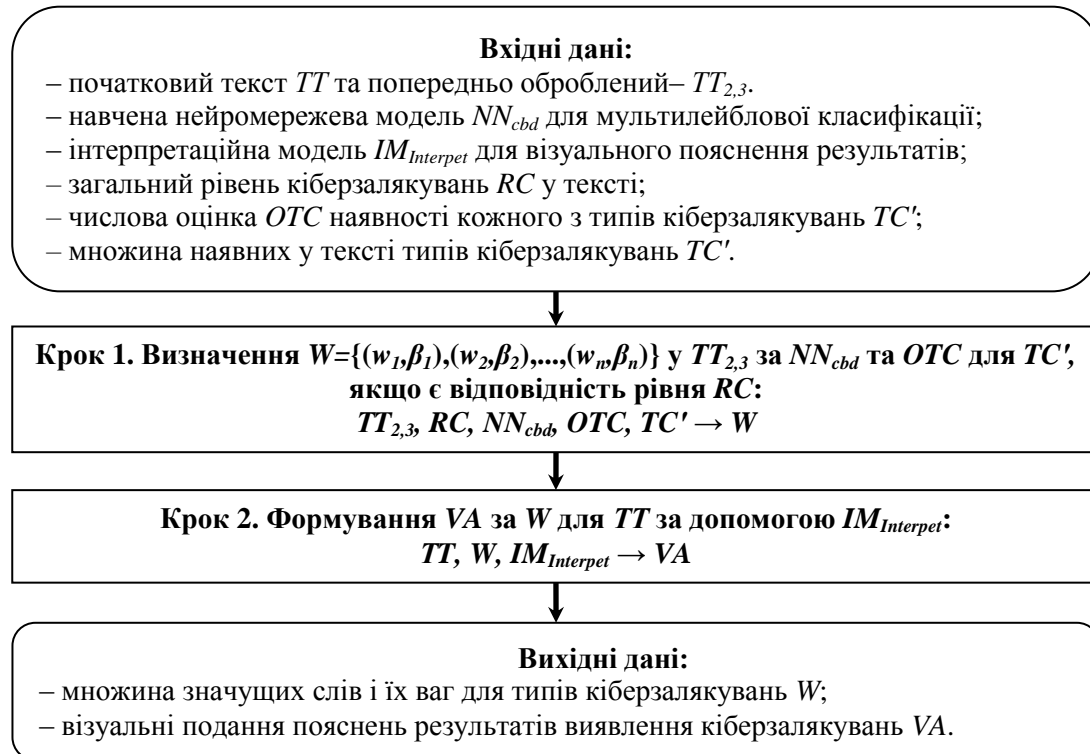 Вхідні дані:
– початковий текст TT та попередньо оброблений– TT2,3.
– навчена нейромережева модель NNcbd для мультилейблової класифікації;
– інтерпретаційна модель IMInterpet для візуального пояснення результатів;
– загальний рівень кіберзалякувань RC у тексті;
– числова оцінка OTC наявності кожного з типів кіберзалякувань TC';
– множина наявних у тексті типів кіберзалякувань TC'.
Крок 1. Визначення W={(w1,β1),(w2,β2),...,(wn,βn)} у TT2,3 за NNcbd та OTC для TC',
якщо є відповідність рівня RC:
TT2,3, RC, NNcbd, OTC, TC' → W
Крок 2. Формування VA за W для TT за допомогою IMInterpet:
TT, W, IMInterpet → VA
Вихідні дані:
– множина значущих слів і їх ваг для типів кіберзалякувань W;
– візуальні подання пояснень результатів виявлення кіберзалякувань VA.